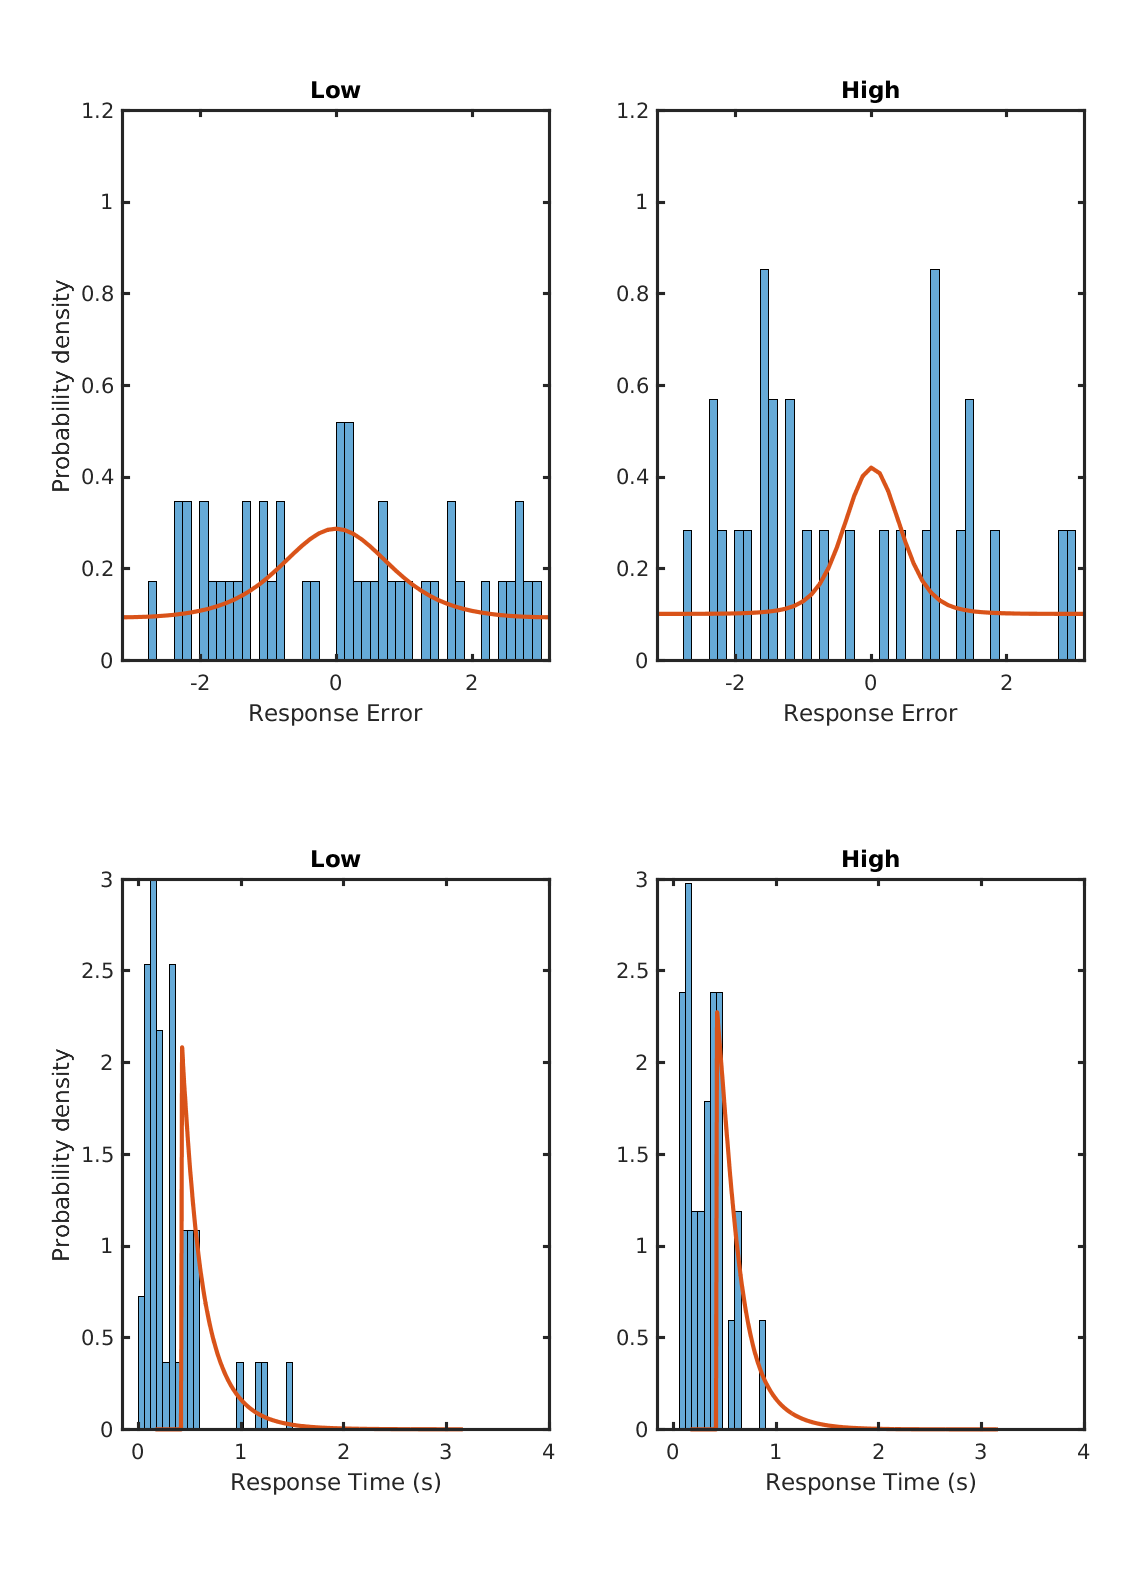 Low High
1.2 1.2
1 1
0.8 0.8
0.6 0.6
0.4 0.4
0.2 0.2
0 0
Probability density
-2 0 2 -2 0 2
Response Error Response Error
Low High
3 3
2.5 2.5
2 2
1.5 1.5
1 1
0.5 0.5
0 0
Probability density
0 1 2 3 4 0 1 2 3 4
Response Time (s) Response Time (s)